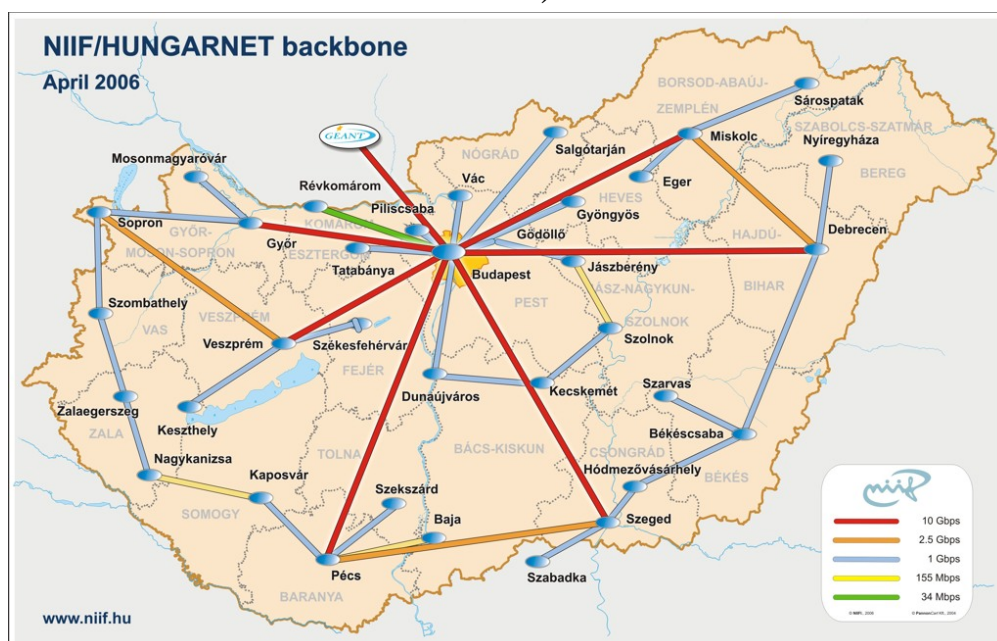 NIIF/HUNGARNET backbone
April 2006
BORSOD-ABAÚJ-
ZEMPLÉN
Sárospatak
SZABOLCS-SZATMÁR
GÉANT
Miskolc
Nyíregyháza
Mosonmagyaróvár
NÓGRÁD
Salgótarján
BEREG
Révkomárom
Vác
Eger
HEVES
Piliscsaba
Gyöngyös
Sopron
KOMÁROM
Gödöllő
HAJDÚ-
Debrecen
GYŐR-
Győr
MOSON-SOPRON
ESZTERGOM
Tatabánya
Budapest
Jászberény
JÁSZ-NAGYKUN-
BIHAR
Szombathely
VESZPRÉM
PEST
VAS
SZOLNOK
Veszprém
Székesfehérvár
Szolnok
FEJÉR
Dunaújváros
Kecskemét
Szarvas
Zalaegerszeg
Keszthely
ZALA
Békéscsaba
BÁCS-KISKUN
TOLNA
CSONGRÁD
Nagykanizsa
Kaposvár
Hódmezővásárhely
BÉKÉS
Szekszárd
SOMOGY
Baja
Szeged
Pécs
Szabadka
BARANYA
niif
10 Gbps
2.5 Gbps
1 Gbps
155 Mbps
34 Mbps
www.niif.hu